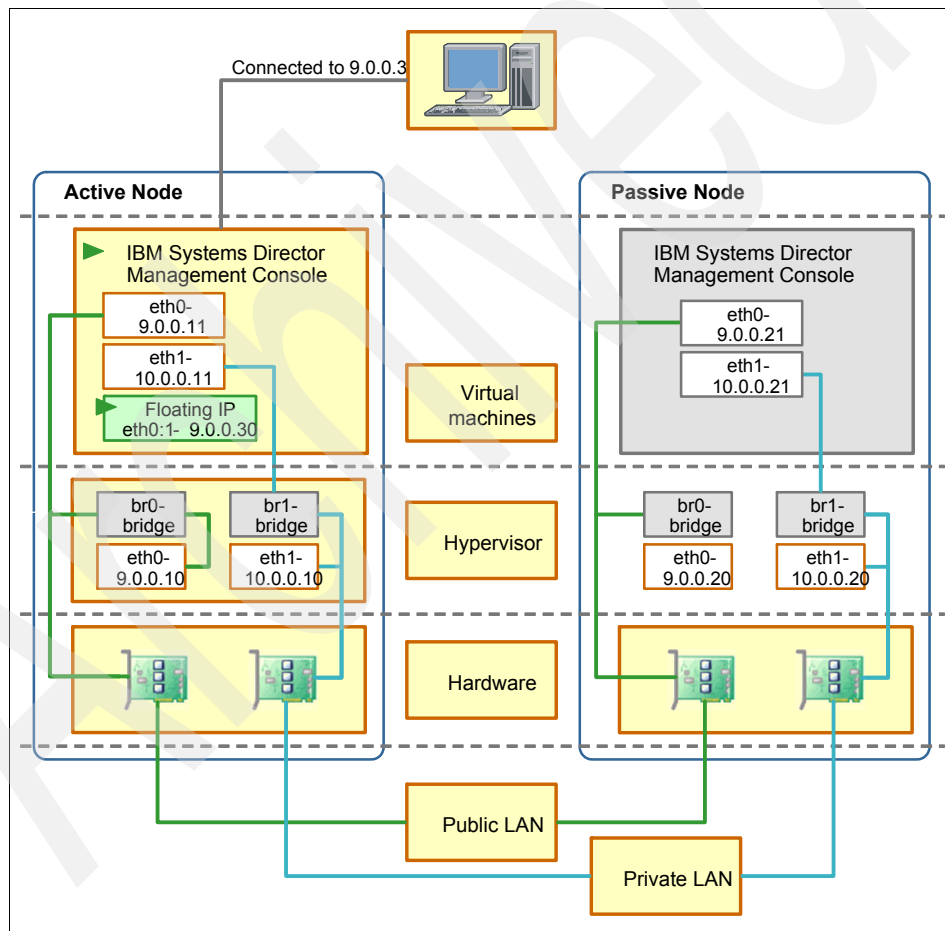 Connected to 9.0.0.3
Active Node
Passive Node
IBM Systems Director
Management Console
eth0-
9.0.0.11
eth1-
10.0.0.11
Floating IP
eth0:1- 9.0.0.30
IBM Systems Director
Management Console
eth0-
9.0.0.21
eth1-
10.0.0.21
Virtual
machines
br0-
bridge
br1-
bridge
eth0-
9.0.0.10
eth1-
10.0.0.10
Hypervisor
br0-
bridge
br1-
bridge
eth0-
9.0.0.20
eth1-
10.0.0.20
Hardware
Public LAN
Private LAN
Archived